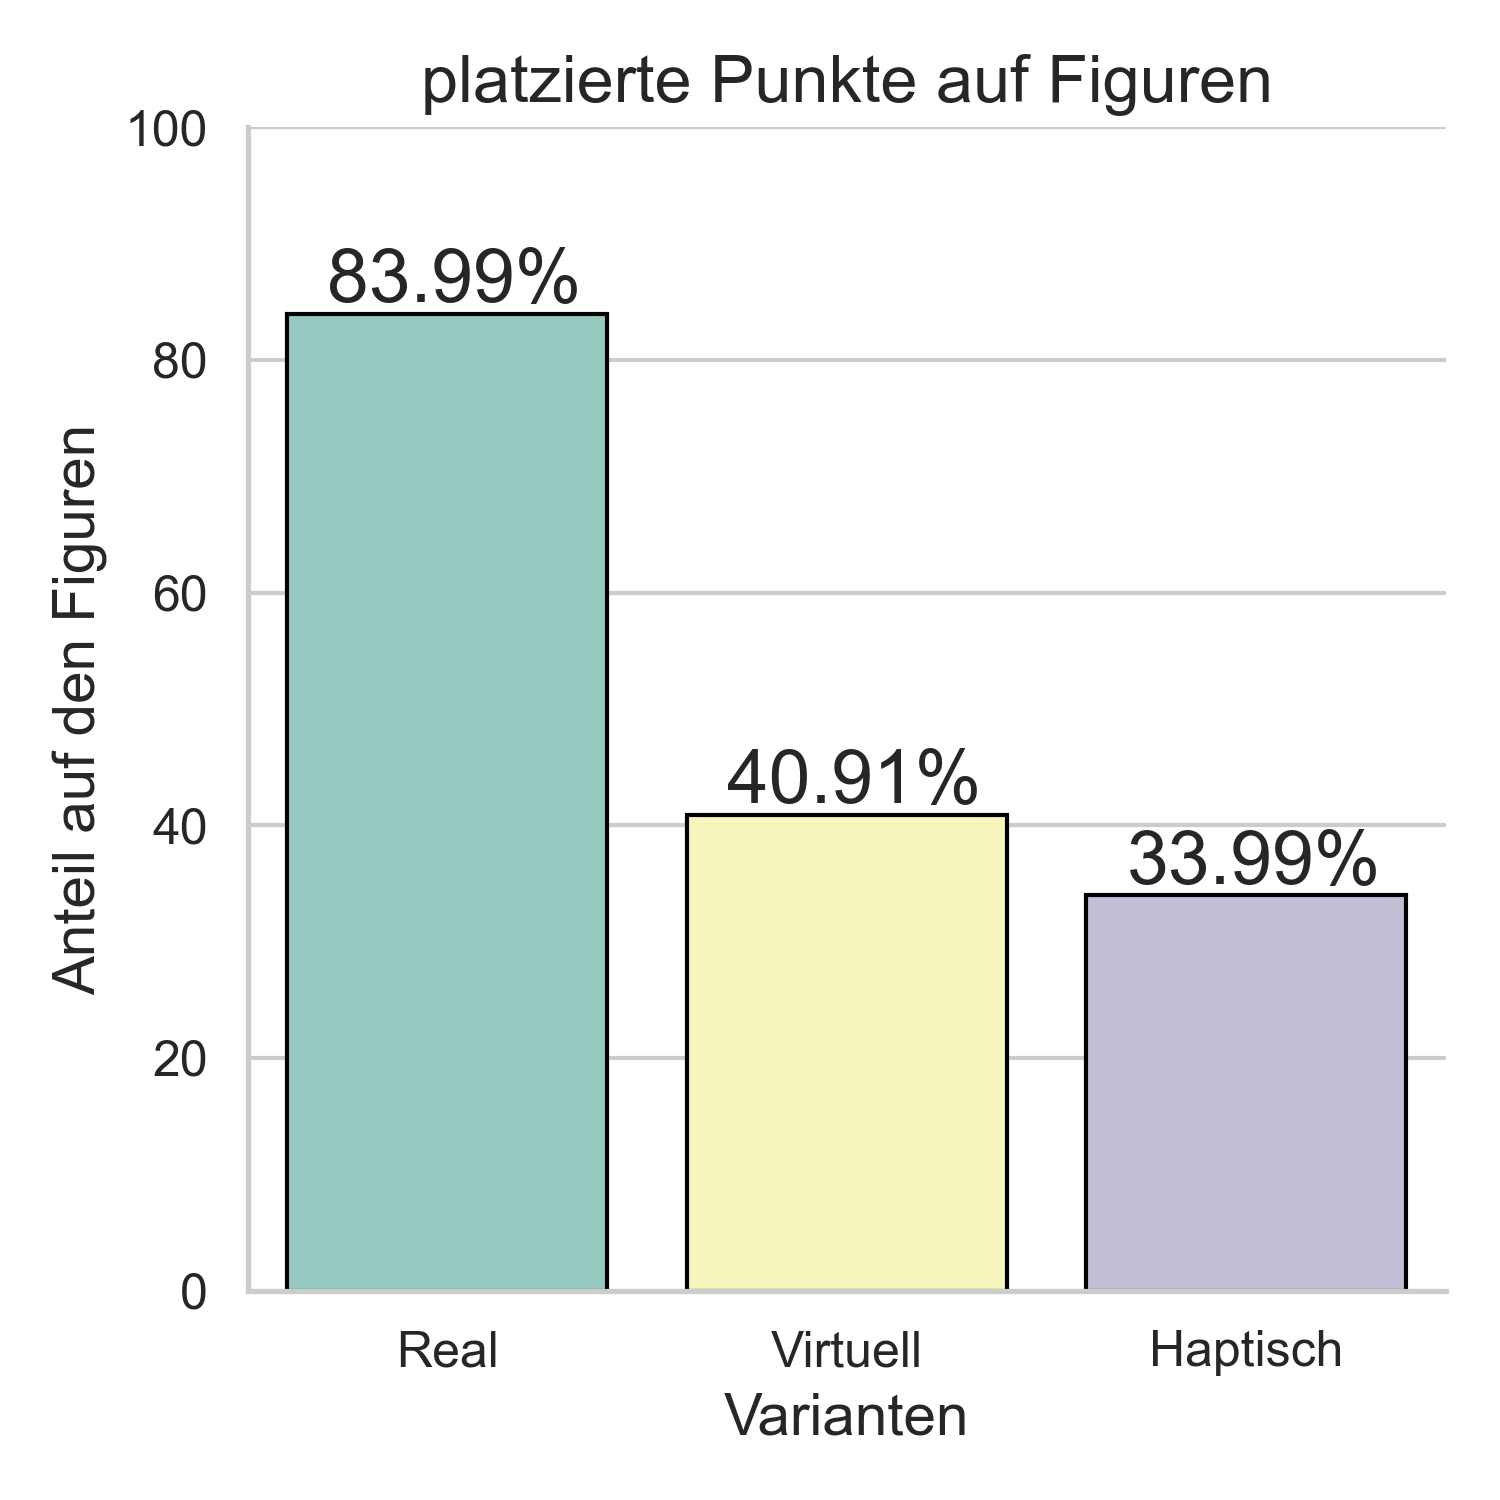 platzierte Punkte auf Figuren
100
80
60
40
20
0
Anteil auf den Figuren
83.99%
40.91%
33.99%
Real
Virtuell
Haptisch
Varianten